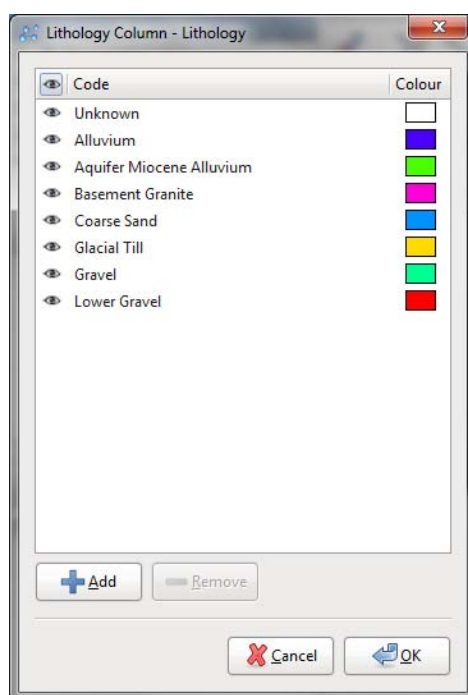 Lithology Column - Lithology
Code Colour
Unknown
Alluvium
Aquifer Miocene Alluvium
Basement Granite
Coarse Sand
Glacial Till
Gravel
Lower Gravel
Add Remove
Cancel OK